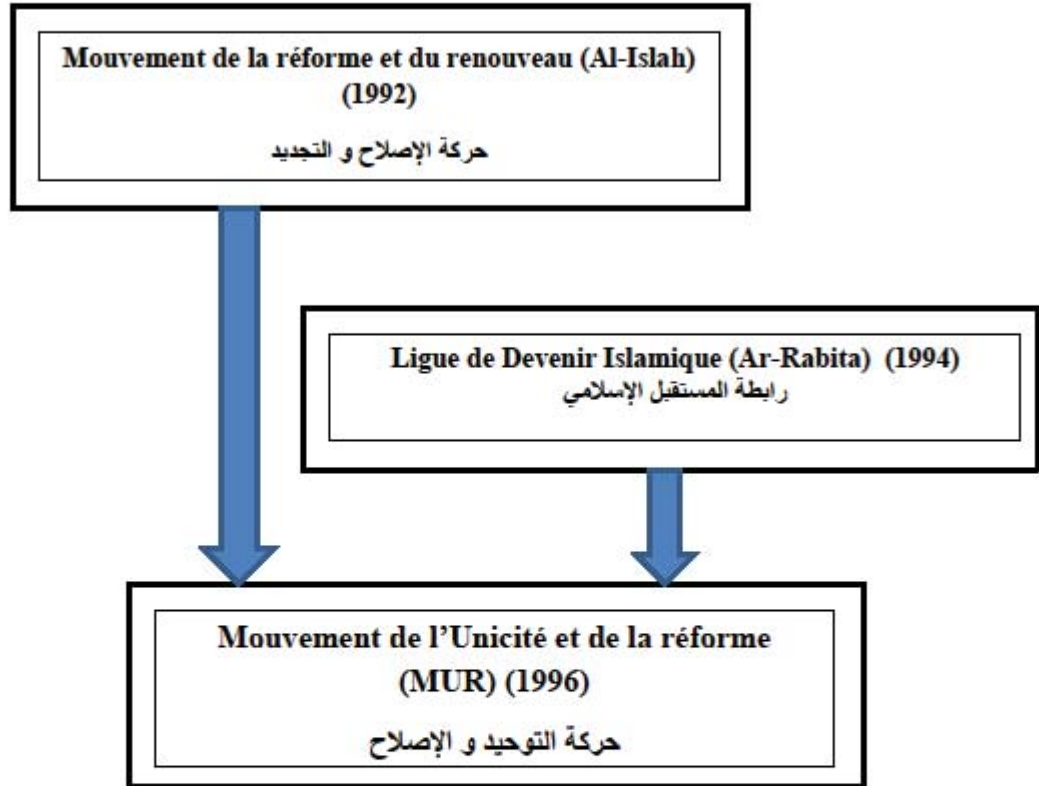 Mouvement de la réforme et du renouveau (Al-Islah)
(1992)
حركة الإصلاح و التجديد
Ligue de Devenir Islamique (Ar-Rabita) (1994)
رابطة المستقبل الإسلامي
Mouvement de l’Unicité et de la réforme
(MUR) (1996)
حركة التوحيد و الإصلاح